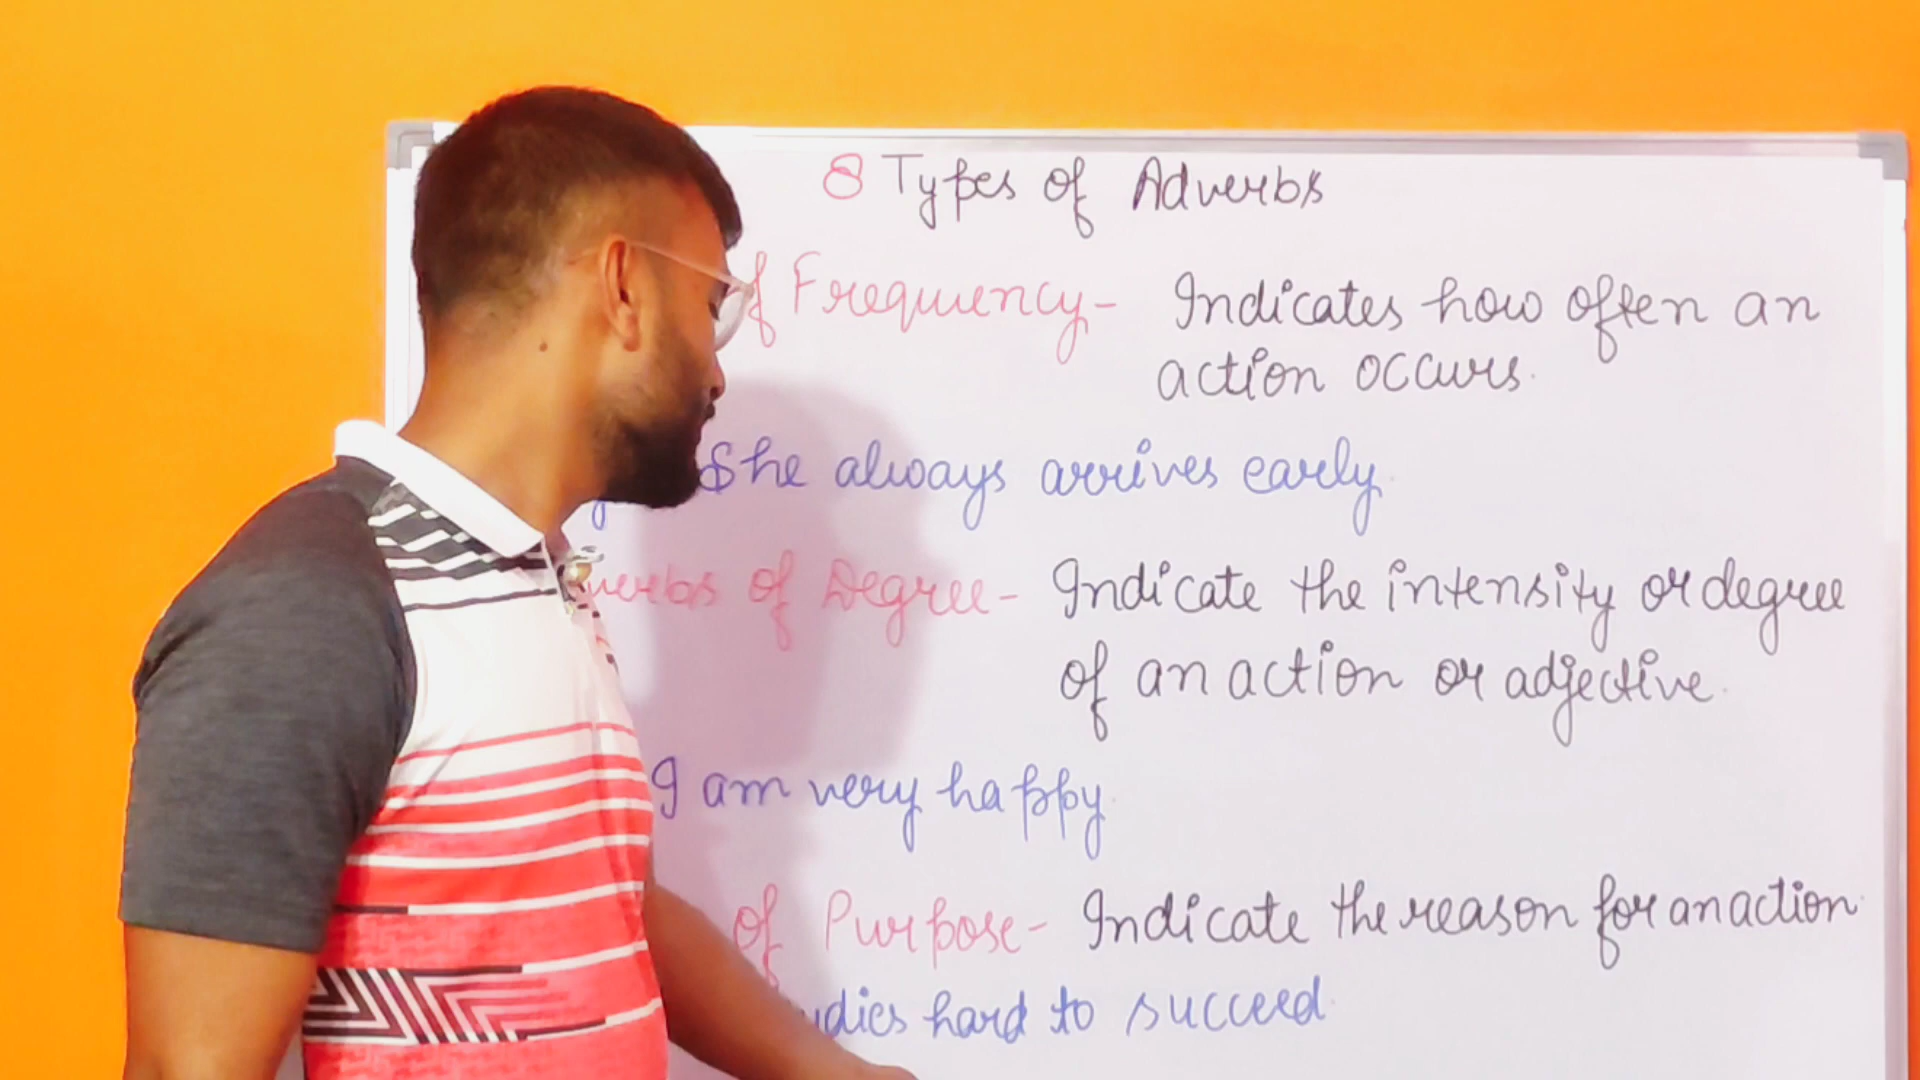 8 Types of Adverbs
of Frequency- Indicates how often an
action occurs.
She always arrives early.
of Degree- Indicate the intensity or degree
of an action or adjective.
I am very happy.
of Purpose- Indicate the reason for an action.
hard to succeed.